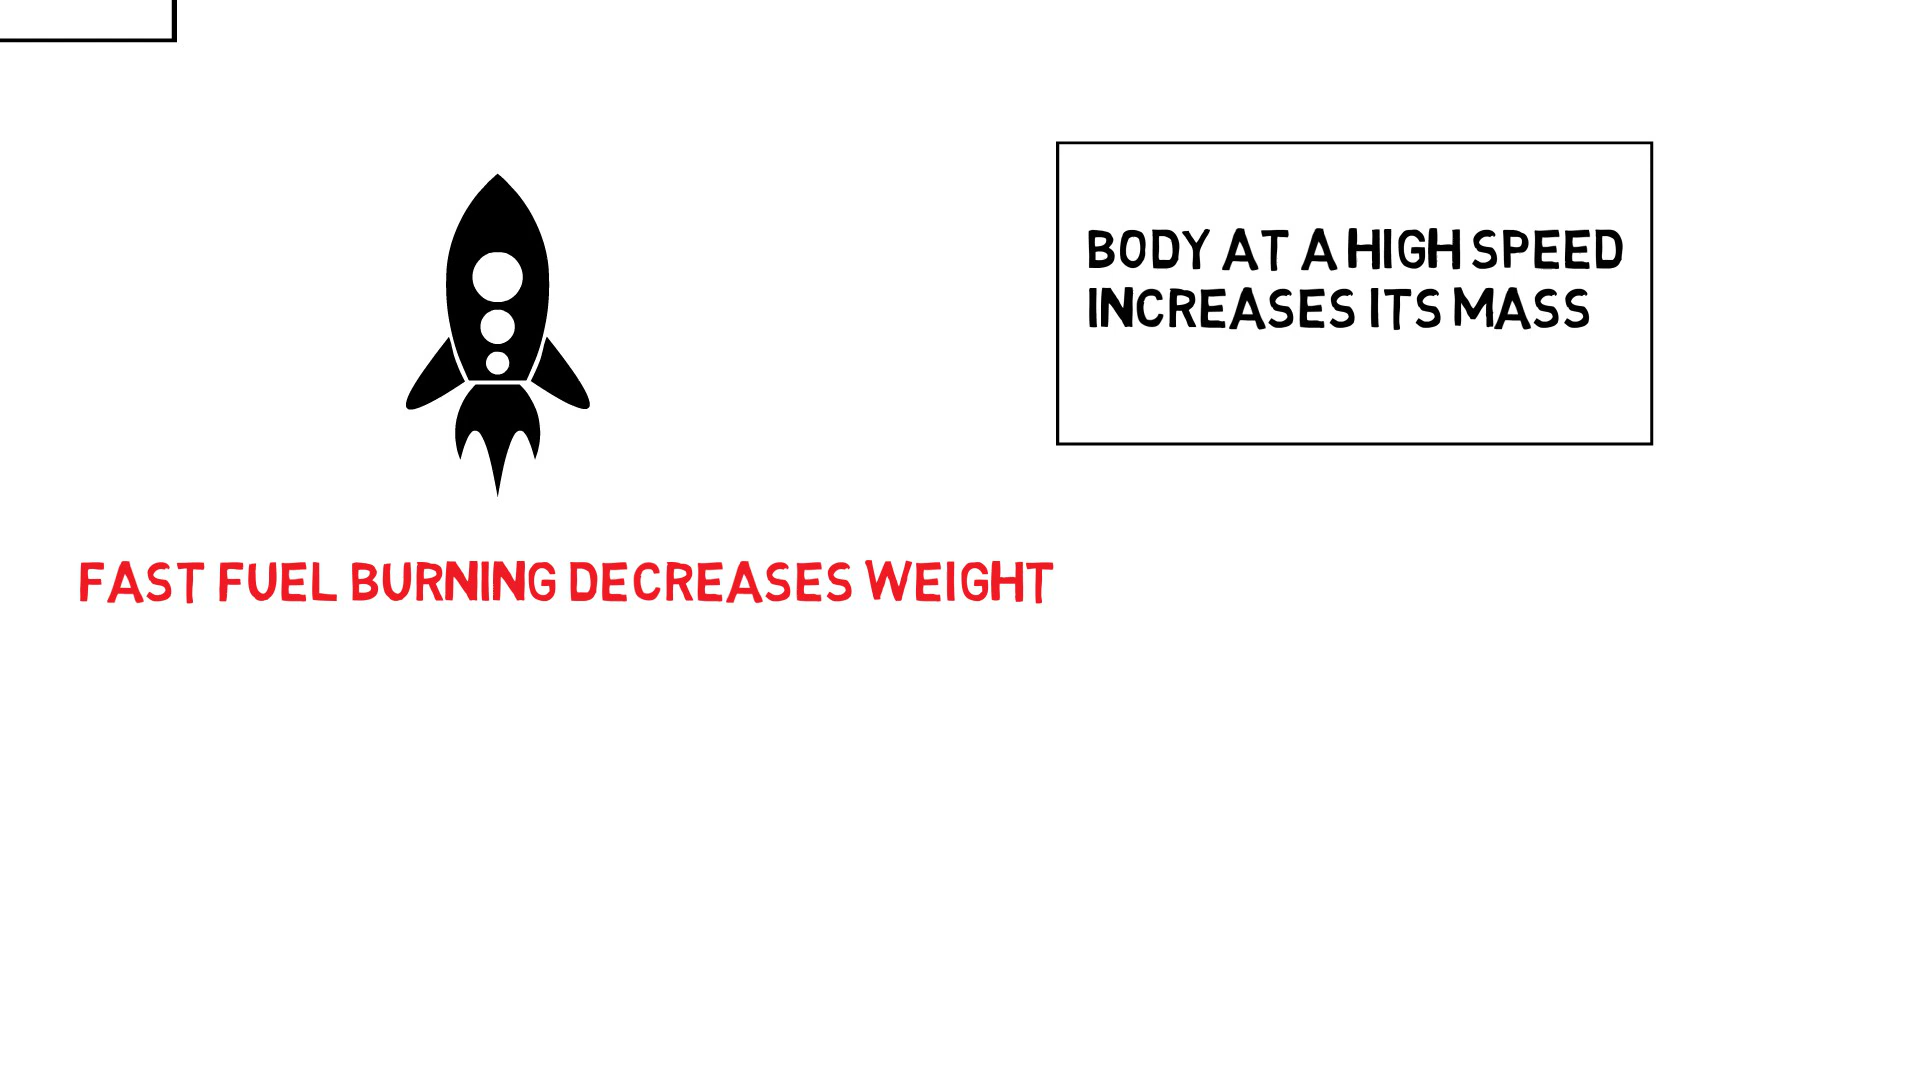 BODY AT A HIGH SPEED
INCREASES ITS MASS
FAST FUEL BURNING DECREASES WEIGHT